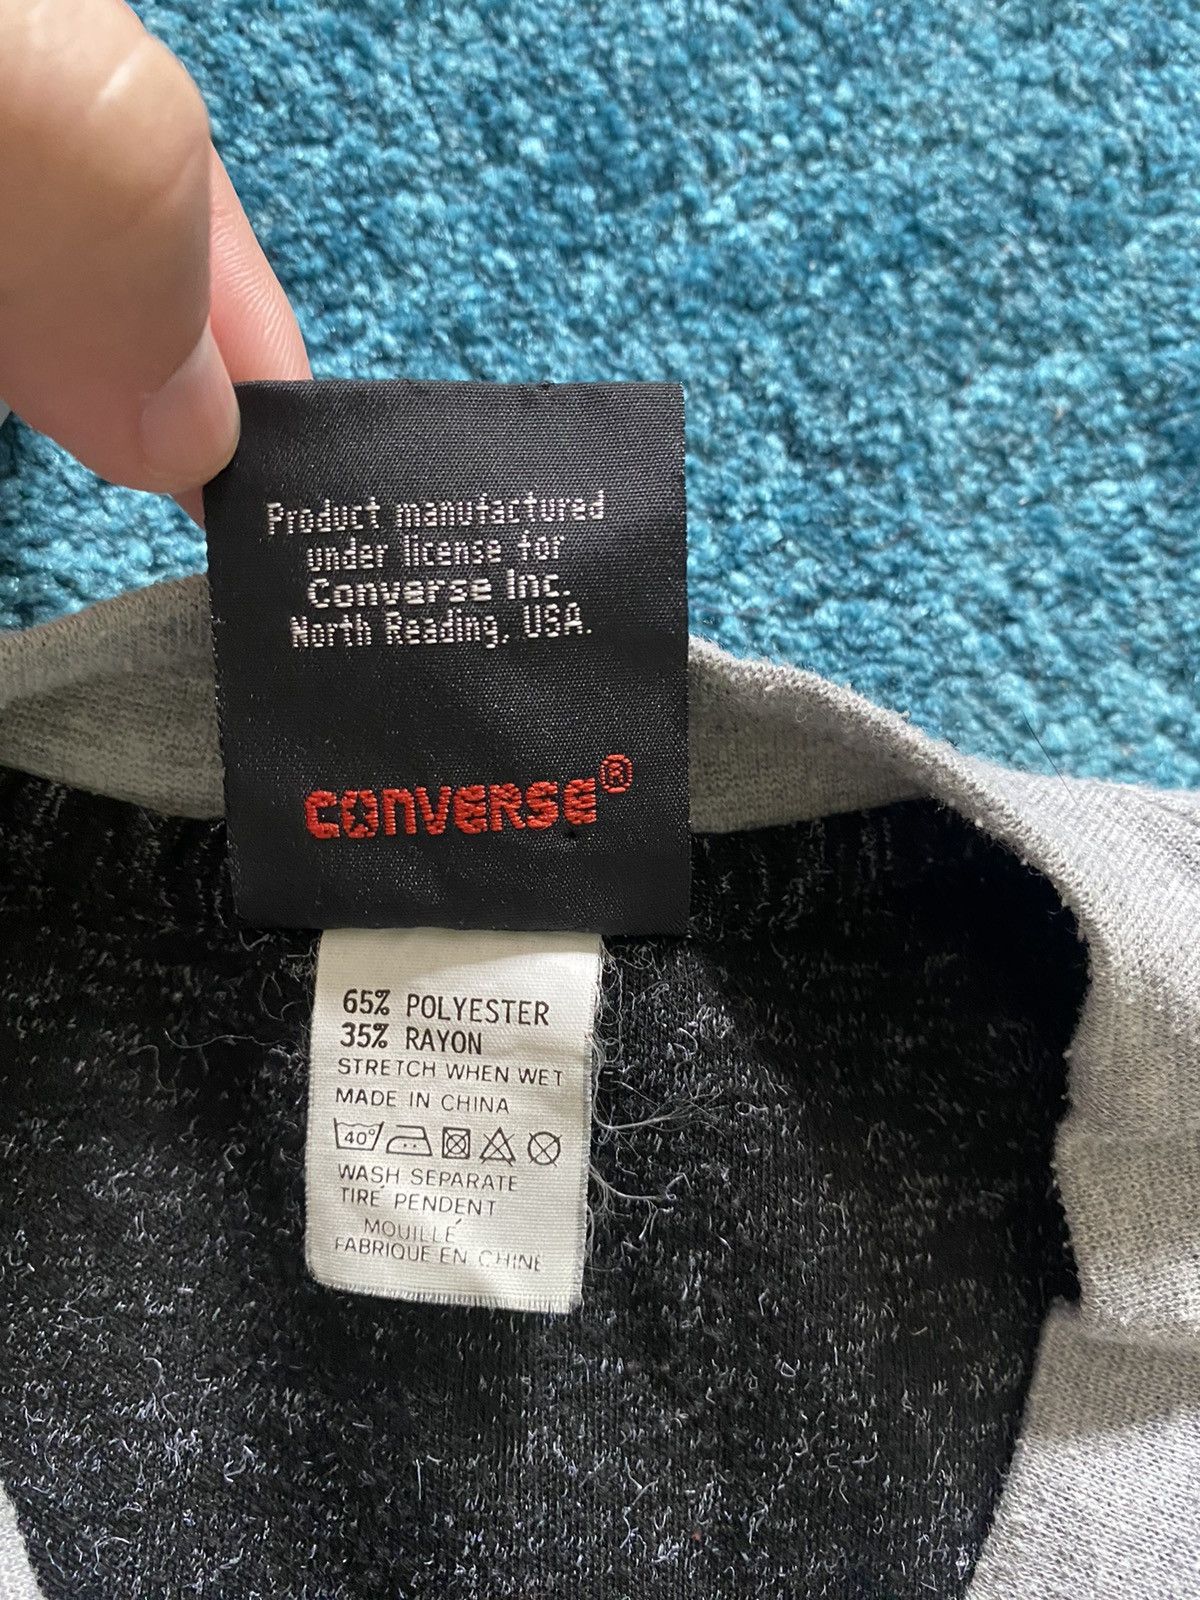 Product manufactured
under license for
Converse Inc.
North Reading, USA.
CONVERSE®
65% POLYESTER
35% RAYON
STRETCH WHEN WET
MADE IN CHINA
40°
WASH SEPARATE
TIRÉ PENDENT
MOUILLÉ
FABRIQUE EN CHINE